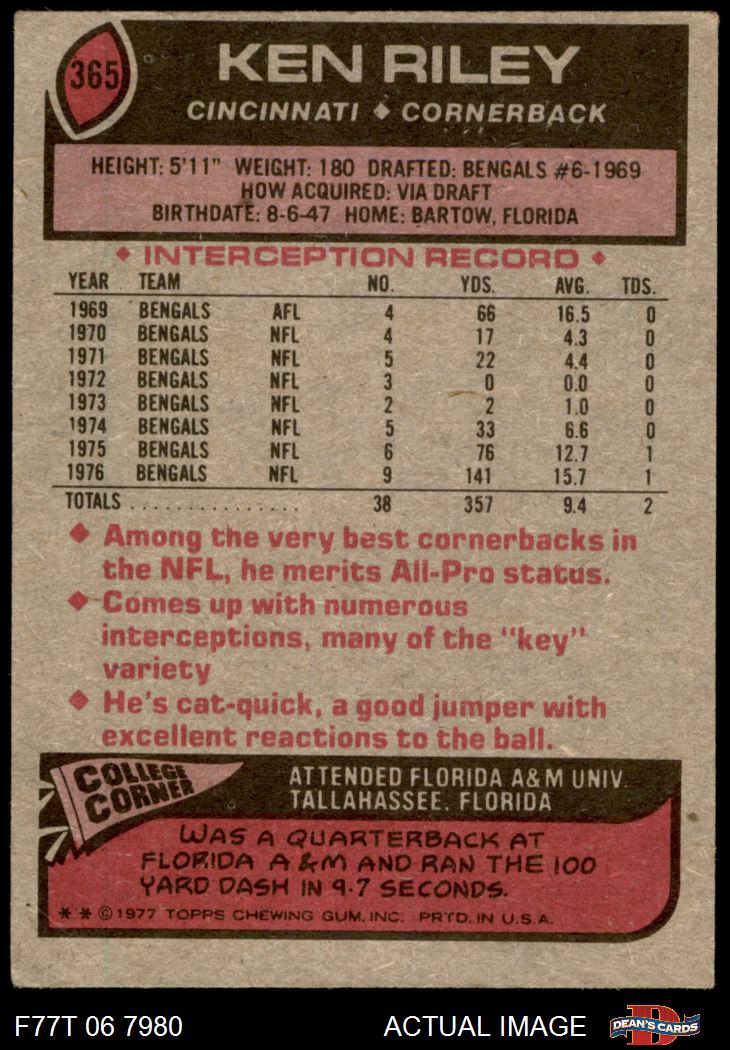 365
KEN RILEY
CINCINNATI ◆ CORNERBACK
HEIGHT: 5'11" WEIGHT: 180 DRAFTED: BENGALS #6-1969
HOW ACQUIRED: VIA DRAFT
BIRTHDATE: 8-6-47 HOME: BARTOW, FLORIDA
◆ INTERCEPTION RECORD ◆
YEAR TEAM NO. YDS. AVG. TDS.
1969 BENGALS AFL 4 66 16.5 0
1970 BENGALS NFL 4 17 4.3 0
1971 BENGALS NFL 5 22 4.4 0
1972 BENGALS NFL 3 0 0.0 0
1973 BENGALS NFL 2 2 1.0 0
1974 BENGALS NFL 5 33 6.6 0
1975 BENGALS NFL 6 76 12.7 1
1976 BENGALS NFL 9 141 15.7 1
TOTALS ................ 38 357 9.4 2
◆ Among the very best cornerbacks in
the NFL, he merits All-Pro status.
◆ Comes up with numerous
interceptions, many of the "key"
variety
◆ He's cat-quick, a good jumper with
excellent reactions to the ball.
COLLEGE
CORNER
ATTENDED FLORIDA A&M UNIV.
TALLAHASSEE, FLORIDA
WAS A QUARTERBACK AT
FLORIDA A&M AND RAN THE 100
YARD DASH IN 9.7 SECONDS.
** ©1977 TOPPS CHEWING GUM, INC. PRTD. IN U.S.A.
F77T 06 7980 ACTUAL IMAGE
D
DEAN'S CARDS